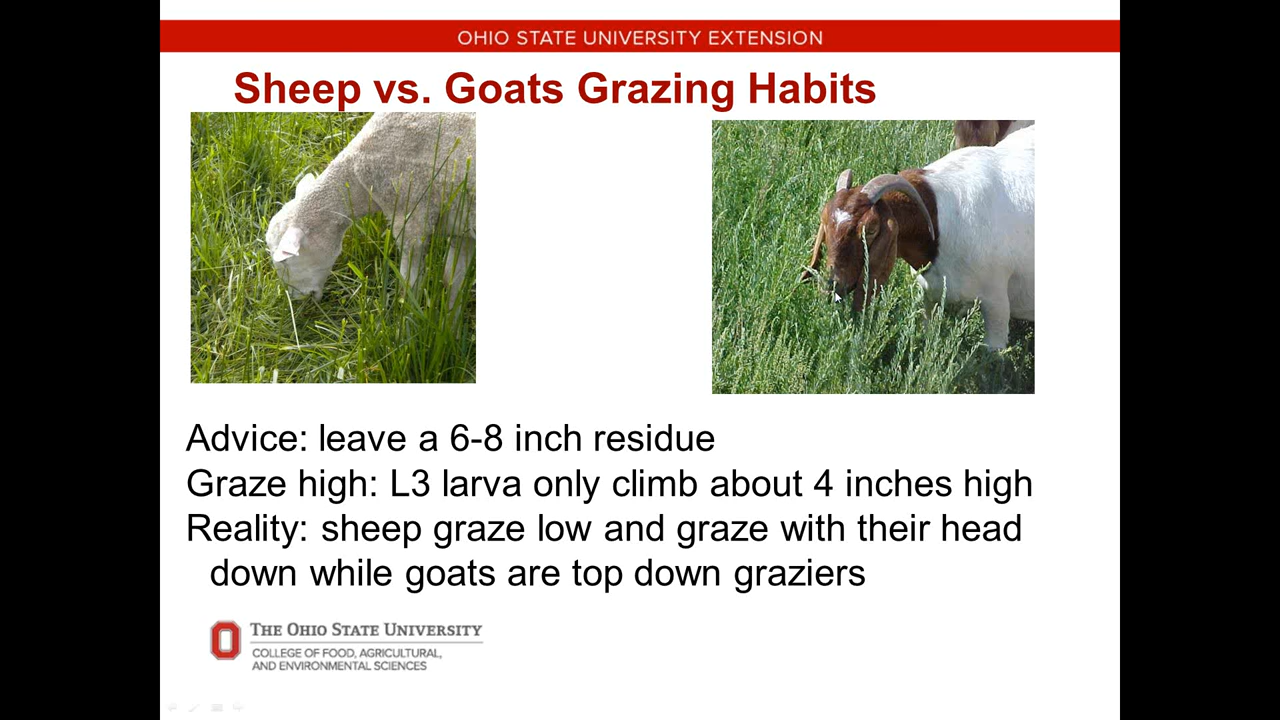 OHIO STATE UNIVERSITY EXTENSION
Sheep vs. Goats Grazing Habits
Advice: leave a 6-8 inch residue
Graze high: L3 larva only climb about 4 inches high
Reality: sheep graze low and graze with their head
down while goats are top down graziers
THE OHIO STATE UNIVERSITY
COLLEGE OF FOOD, AGRICULTURAL,
AND ENVIRONMENTAL SCIENCES